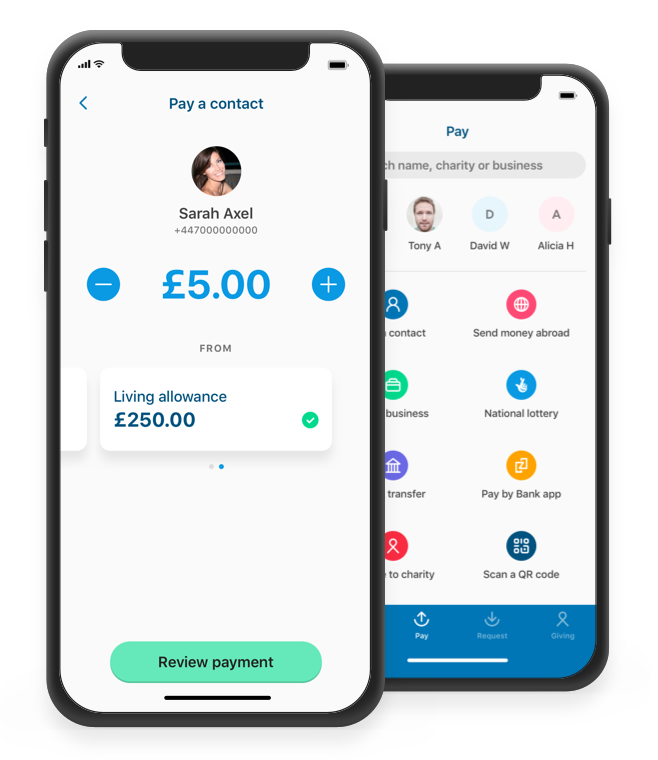 Pay a contact
Sarah Axel
+447000000000
£5.00
FROM
Living allowance
£250.00
Review payment
Pay
name, charity or business
D
A
Tony A
David W
Alicia H
contact
Send money abroad
business
National lottery
transfer
Pay by Bank app
to charity
Scan a QR code
Pay
Request
Giving